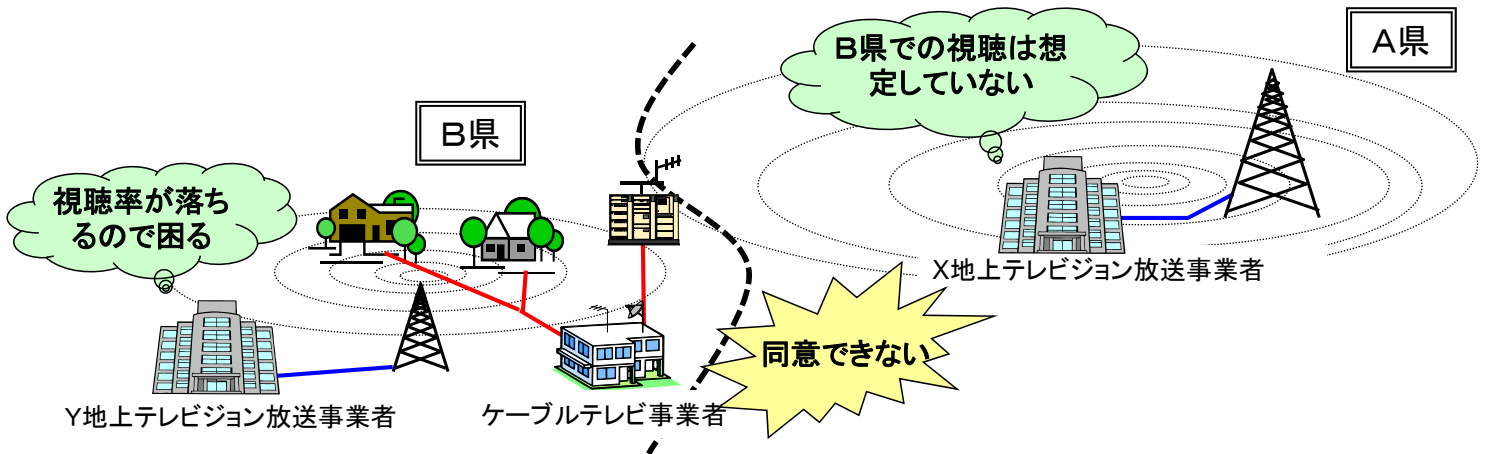 B県での視聴は想
定していない
A県
B県
視聴率が落ち
るので困る
X地上テレビジョン放送事業者
同意できない
Y地上テレビジョン放送事業者
ケーブルテレビ事業者